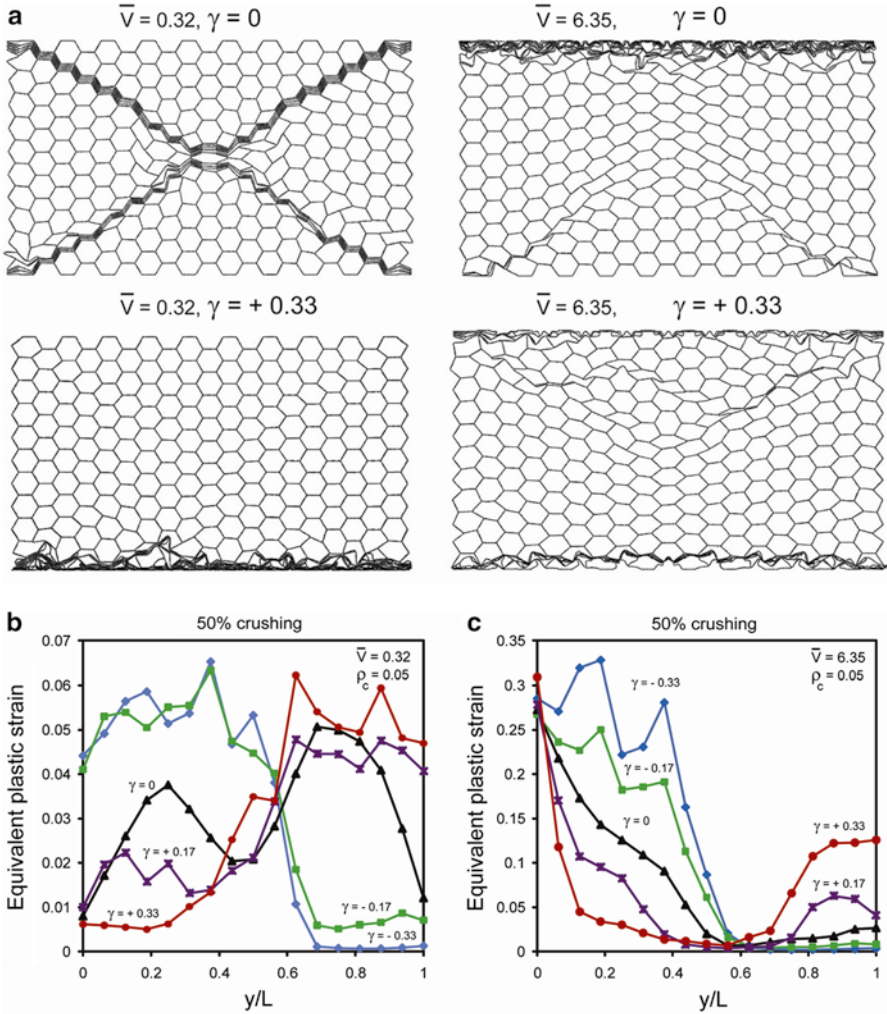 a
V̅ = 0.32, γ = 0
V̅ = 6.35, γ = 0
V̅ = 0.32, γ = + 0.33
V̅ = 6.35, γ = + 0.33
b
50% crushing
V̅ = 0.32
ρc = 0.05
Equivalent plastic strain
0.07
0.06
0.05
0.04
0.03
0.02
0.01
0
γ = 0
γ = + 0.17
γ = + 0.33
γ = - 0.17
γ = - 0.33
0
0.2
0.4
0.6
0.8
1
y/L
c
50% crushing
V̅ = 6.35
ρc = 0.05
Equivalent plastic strain
0.35
0.3
0.25
0.2
0.15
0.1
0.05
0
γ = - 0.33
γ = - 0.17
γ = 0
γ = + 0.33
γ = + 0.17
0
0.2
0.4
0.6
0.8
1
y/L